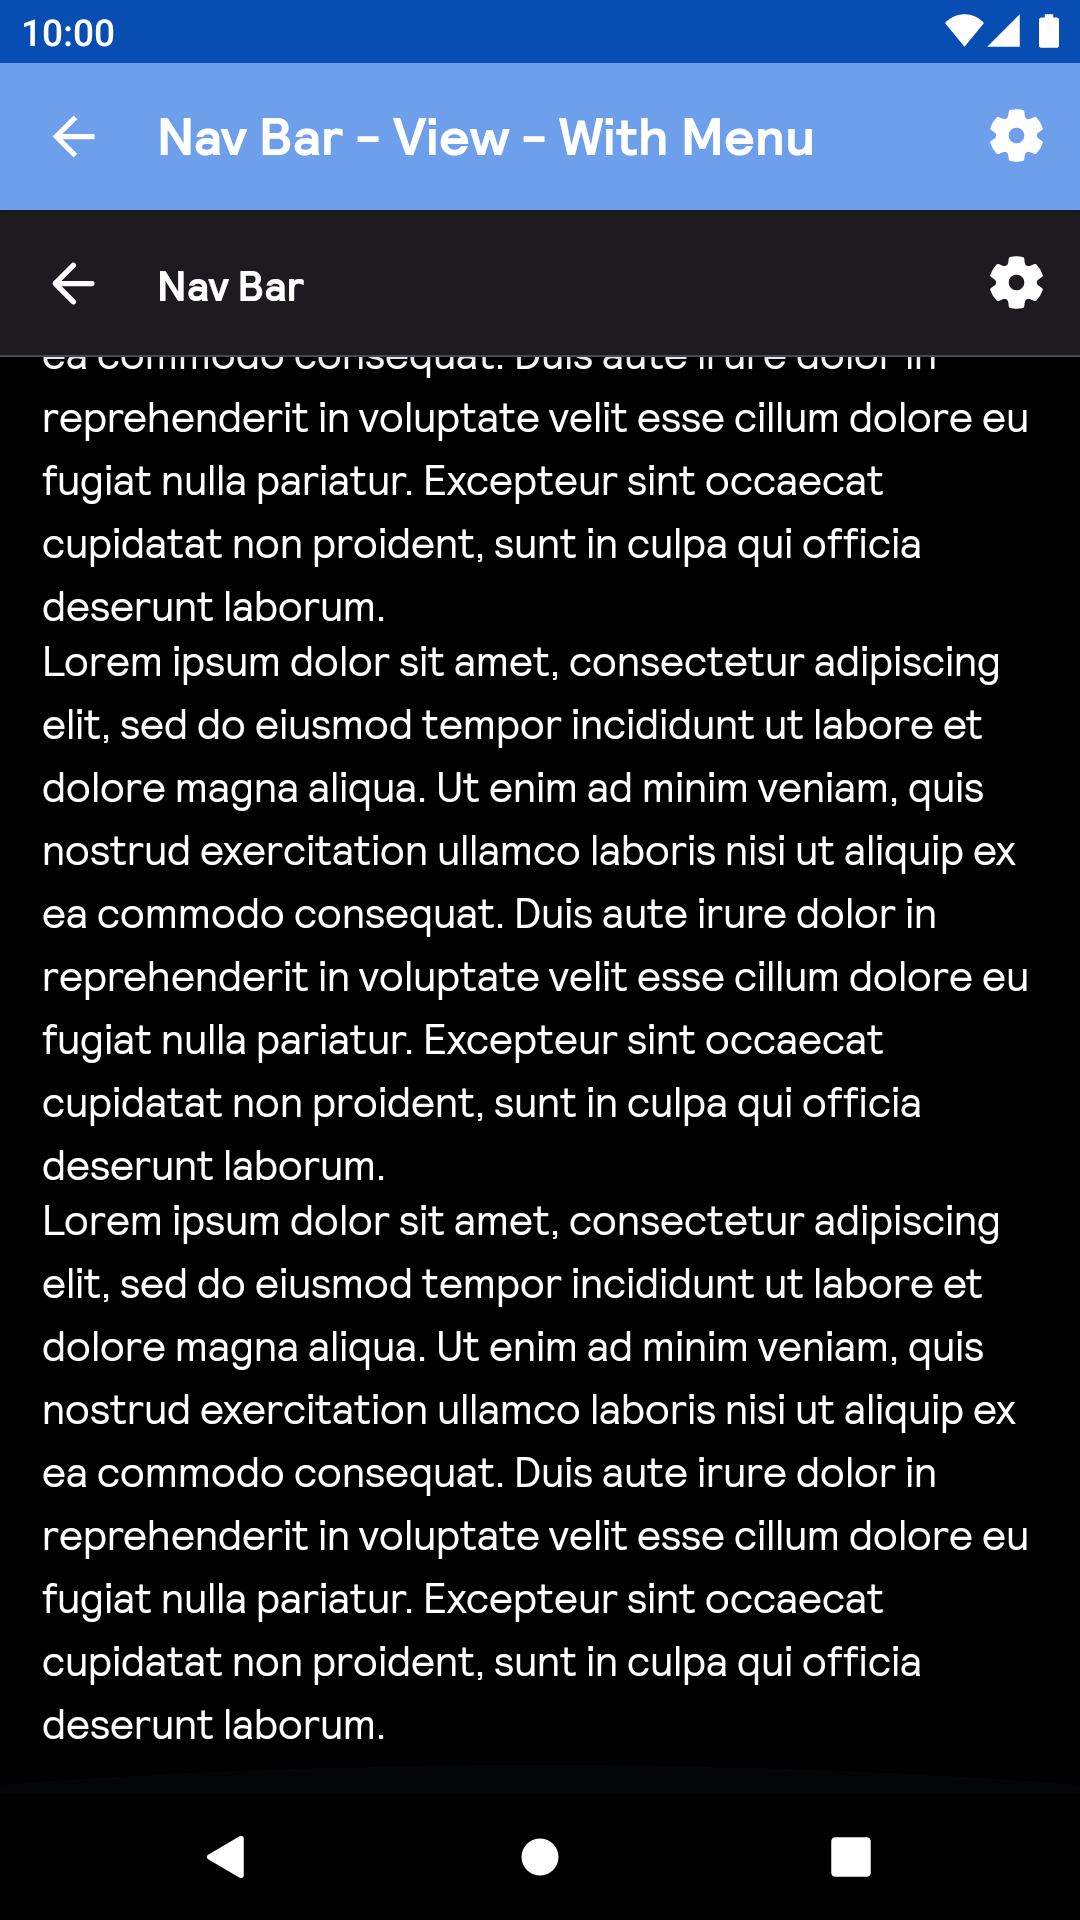 10:00
Nav Bar - View - With Menu
Nav Bar
ea commodo consequat. Duis aute irure dolor in
reprehenderit in voluptate velit esse cillum dolore eu
fugiat nulla pariatur. Excepteur sint occaecat
cupidatat non proident, sunt in culpa qui officia
deserunt laborum.
Lorem ipsum dolor sit amet, consectetur adipiscing
elit, sed do eiusmod tempor incididunt ut labore et
dolore magna aliqua. Ut enim ad minim veniam, quis
nostrud exercitation ullamco laboris nisi ut aliquip ex
ea commodo consequat. Duis aute irure dolor in
reprehenderit in voluptate velit esse cillum dolore eu
fugiat nulla pariatur. Excepteur sint occaecat
cupidatat non proident, sunt in culpa qui officia
deserunt laborum.
Lorem ipsum dolor sit amet, consectetur adipiscing
elit, sed do eiusmod tempor incididunt ut labore et
dolore magna aliqua. Ut enim ad minim veniam, quis
nostrud exercitation ullamco laboris nisi ut aliquip ex
ea commodo consequat. Duis aute irure dolor in
reprehenderit in voluptate velit esse cillum dolore eu
fugiat nulla pariatur. Excepteur sint occaecat
cupidatat non proident, sunt in culpa qui officia
deserunt laborum.